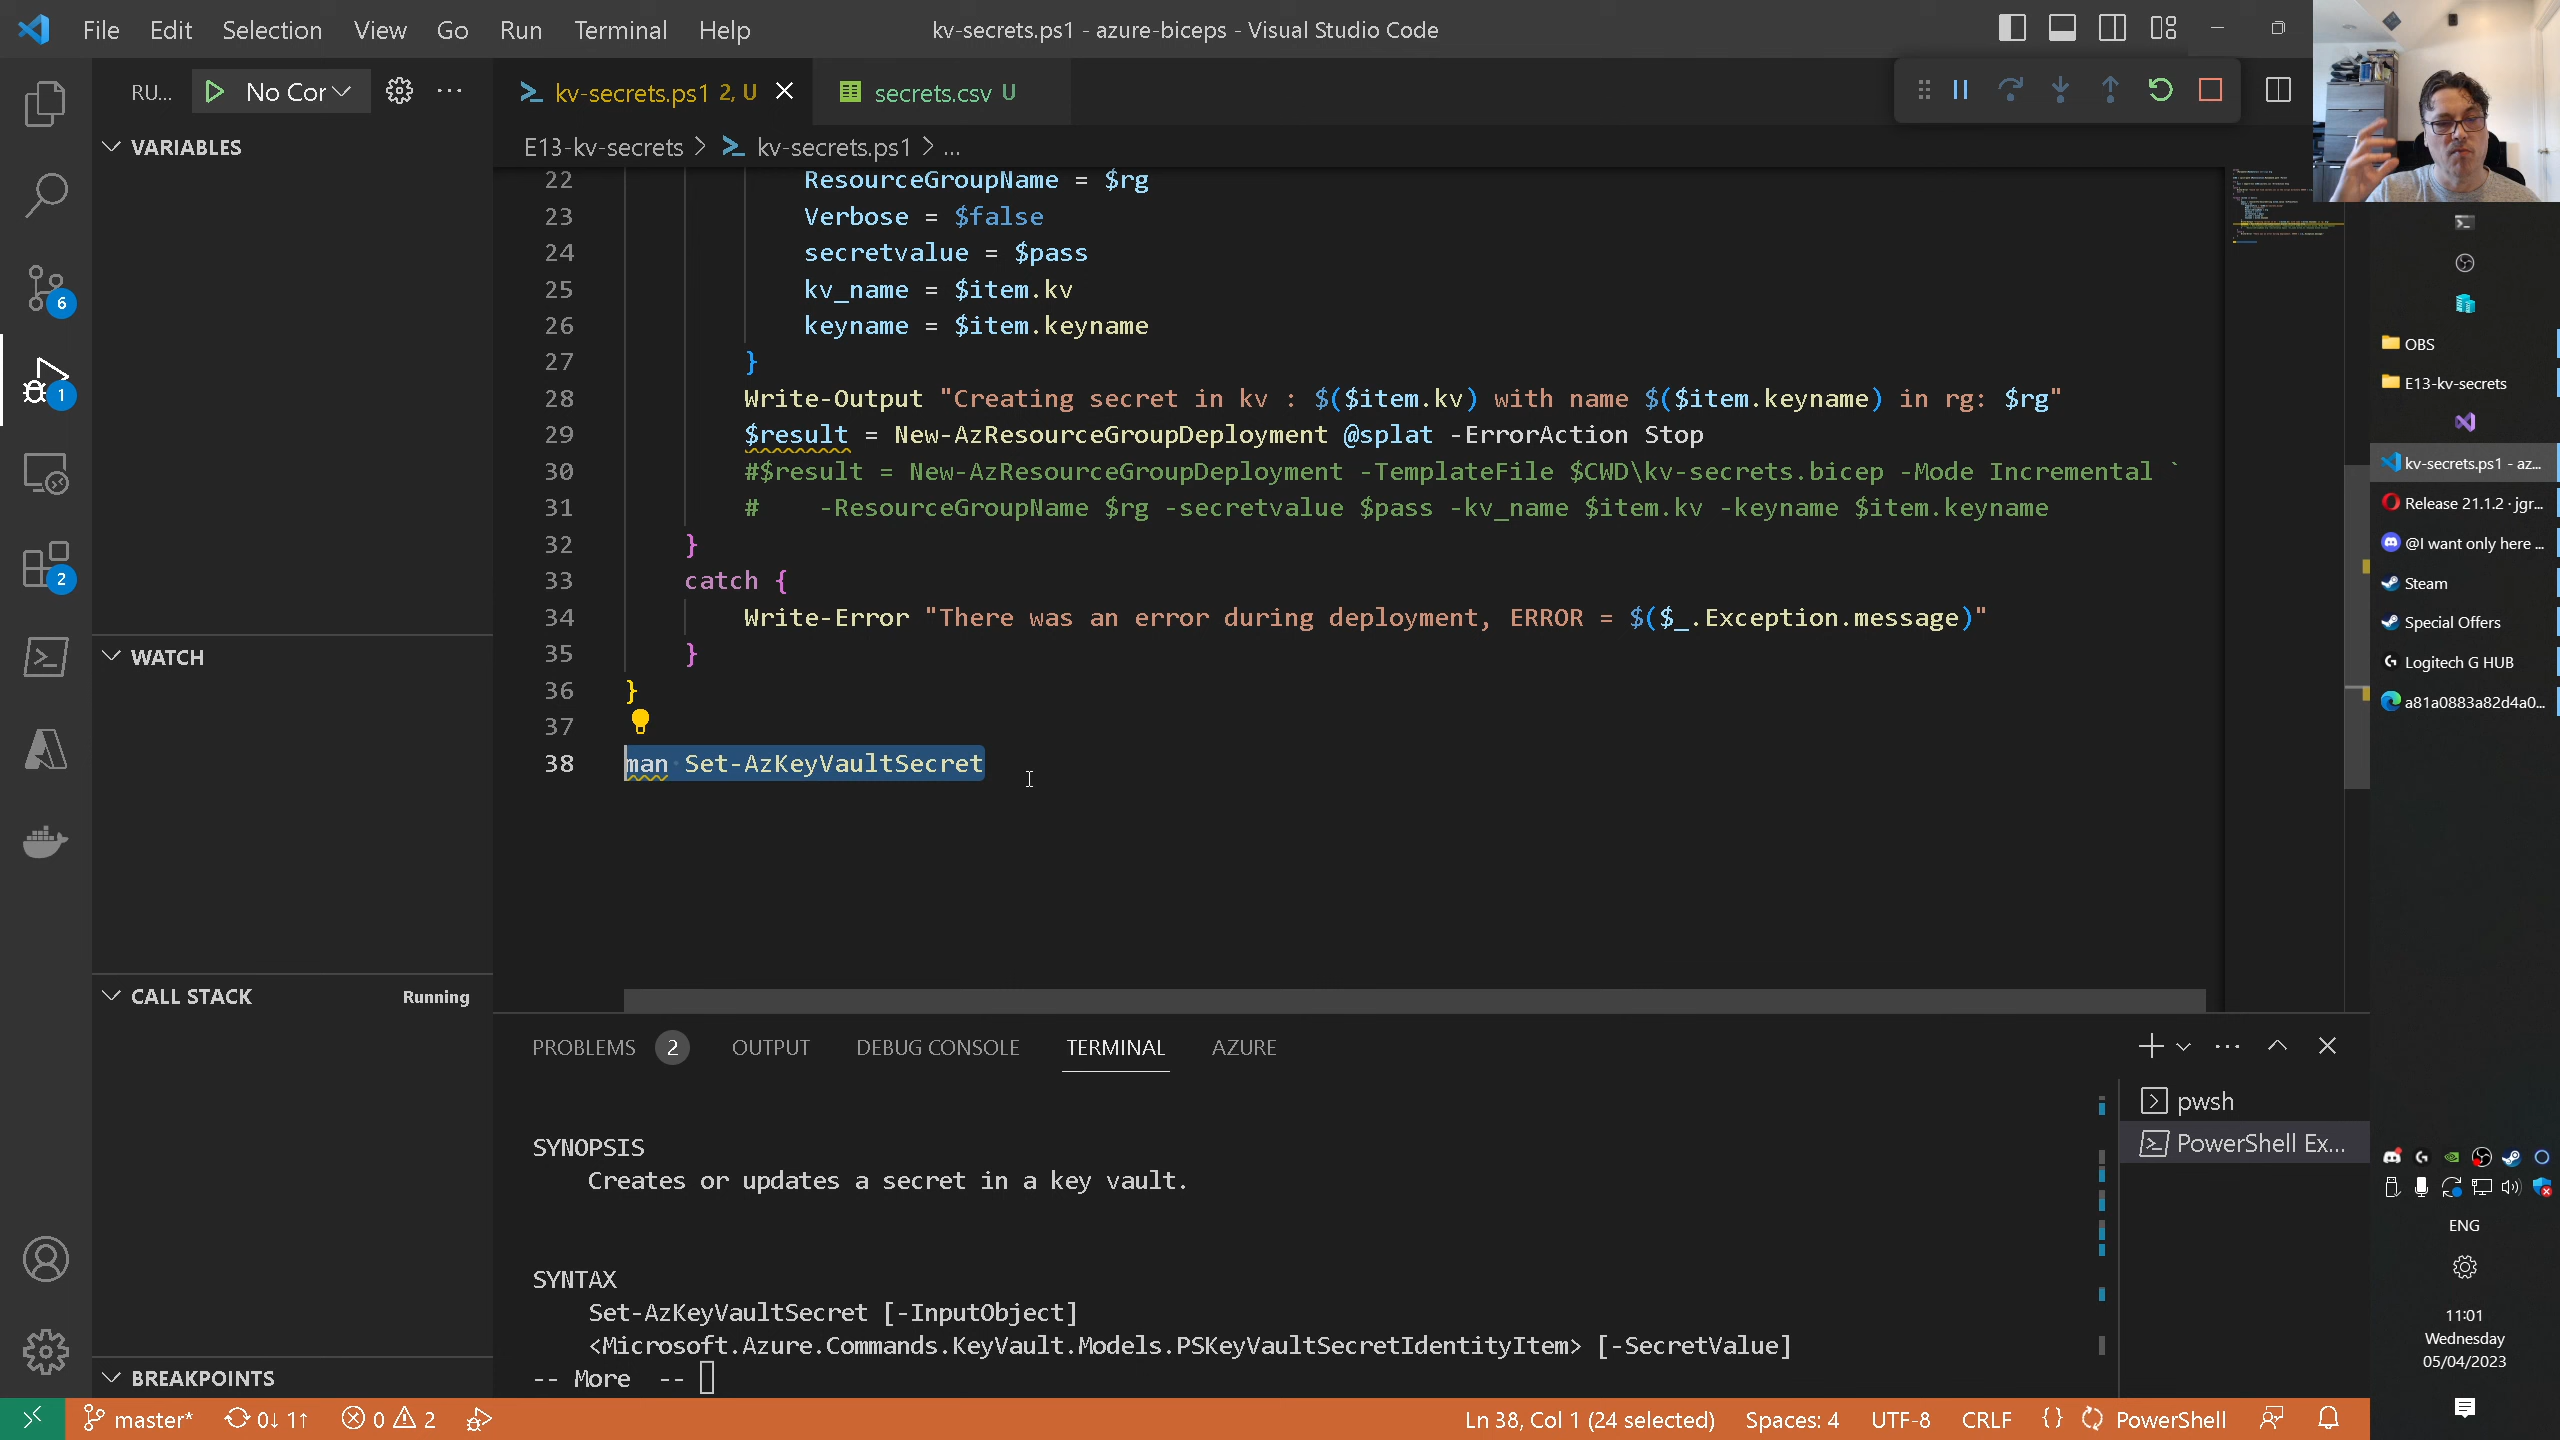 File Edit Selection View Go Run Terminal Help
kv-secrets.ps1 - azure-biceps - Visual Studio Code
RU... No Cor
kv-secrets.ps1 2, U
secrets.csv U
E13-kv-secrets > kv-secrets.ps1 > ...
VARIABLES
22 ResourceGroupName = $rg
23 Verbose = $false
24 secretvalue = $pass
25 kv_name = $item.kv
26 keyname = $item.keyname
27 }
28 Write-Output "Creating secret in kv : $($item.kv) with name $($item.keyname) in rg: $rg"
29 $result = New-AzResourceGroupDeployment @splat -ErrorAction Stop
30 #$result = New-AzResourceGroupDeployment -TemplateFile $CWD\kv-secrets.bicep -Mode Incremental `
31 # -ResourceGroupName $rg -secretvalue $pass -kv_name $item.kv -keyname $item.keyname
32 }
33 catch {
34 Write-Error "There was an error during deployment, ERROR = $($_.Exception.message)"
35 }
36 }
37
38 man Set-AzKeyVaultSecret
6
1
2
WATCH
CALL STACK Running
BREAKPOINTS
PROBLEMS 2 OUTPUT DEBUG CONSOLE TERMINAL AZURE
SYNOPSIS
Creates or updates a secret in a key vault.
SYNTAX
Set-AzKeyVaultSecret [-InputObject]
<Microsoft.Azure.Commands.KeyVault.Models.PSKeyVaultSecretIdentityItem> [-SecretValue]
-- More --
pwsh
PowerShell Ex...
master* 0↓ 1↑ 0 2
Ln 38, Col 1 (24 selected) Spaces: 4 UTF-8 CRLF {} PowerShell
OBS
E13-kv-secrets
kv-secrets.ps1 - az...
Release 21.1.2 · jgr...
@I want only here ...
Steam
Special Offers
Logitech G HUB
a81a0883a82d4a0...
ENG
11:01
Wednesday
05/04/2023